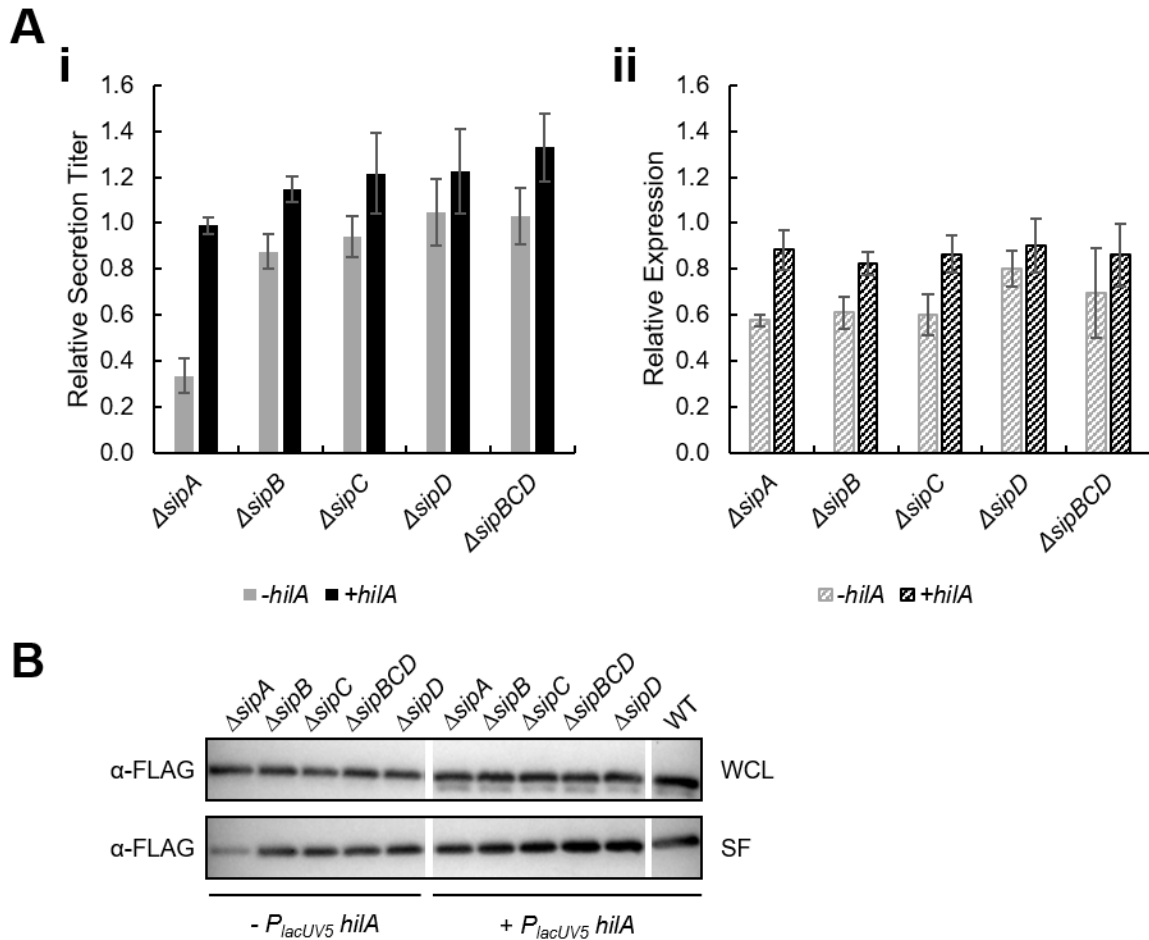 A
i
ii
Relative Secretion Titer
1.6
1.4
1.2
1.0
0.8
0.6
0.4
0.2
0.0
ΔsipA ΔsipB ΔsipC ΔsipD ΔsipBCD
-hilA +hilA
Relative Expression
1.6
1.4
1.2
1.0
0.8
0.6
0.4
0.2
0.0
ΔsipA ΔsipB ΔsipC ΔsipD ΔsipBCD
-hilA +hilA
B
ΔsipA ΔsipB ΔsipC ΔsipBCD ΔsipD ΔsipA ΔsipB ΔsipC ΔsipBCD ΔsipD WT
α-FLAG WCL
α-FLAG SF
- PlacUV5 hilA + PlacUV5 hilA